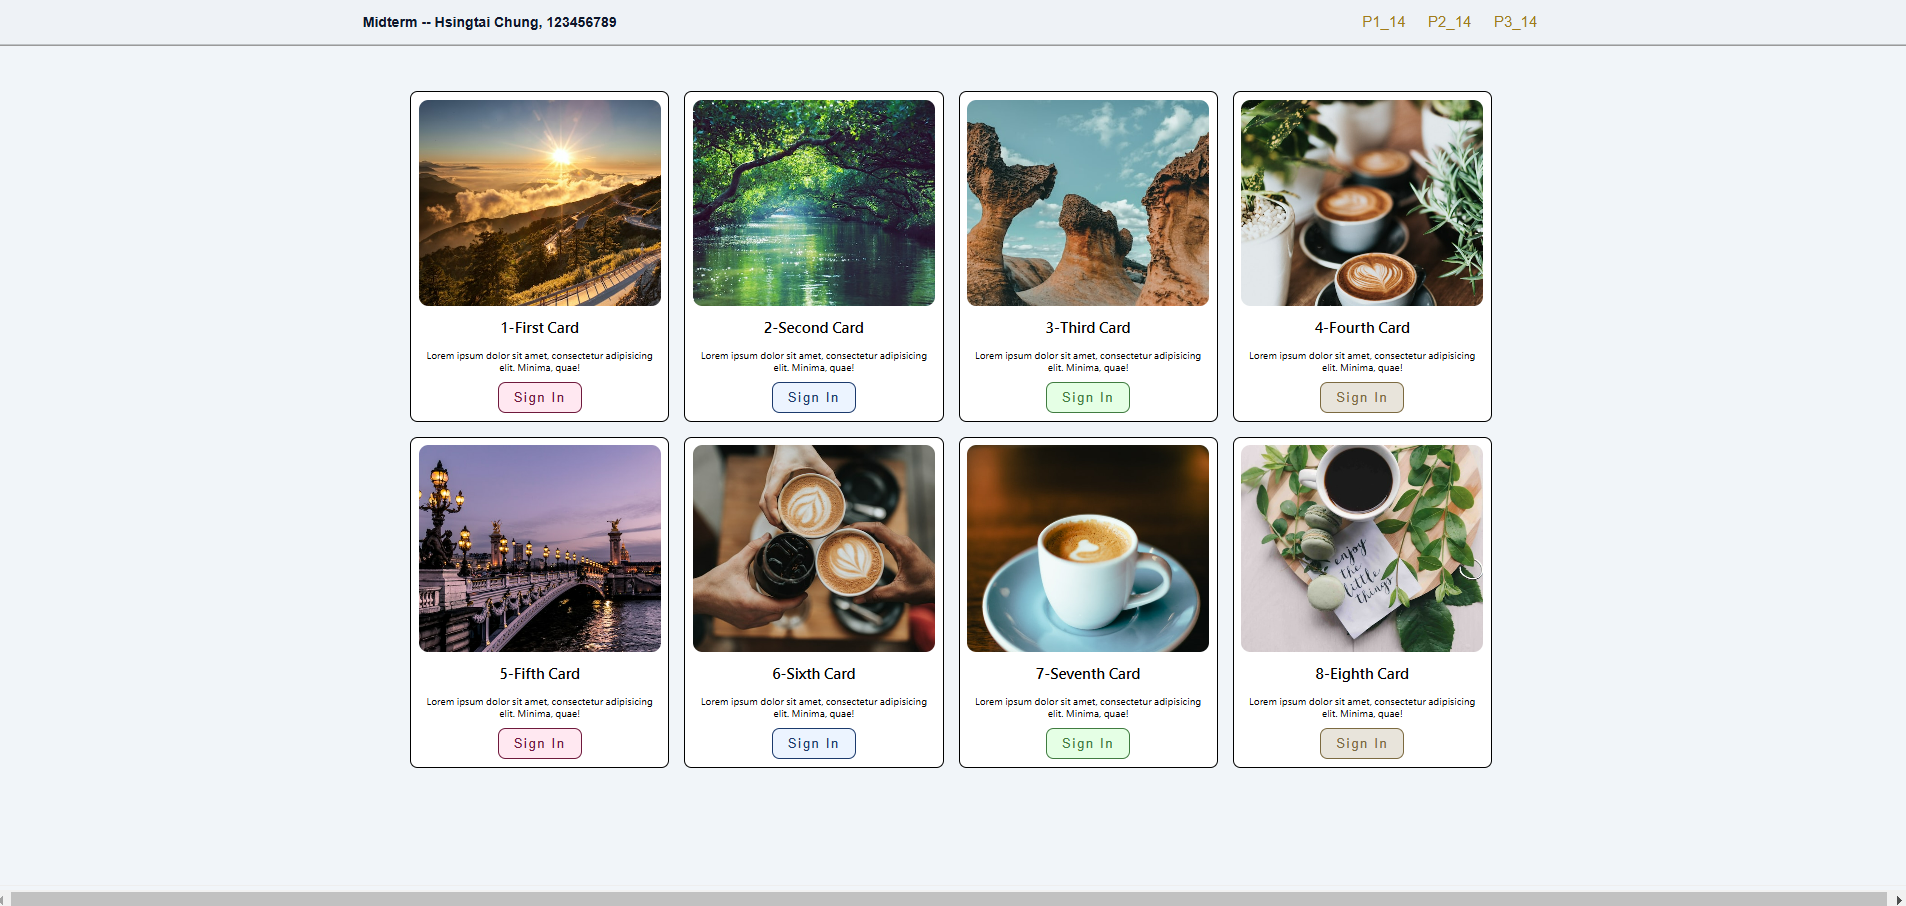 Midterm -- Hsingtai Chung, 123456789
P1_14 P2_14 P3_14
1-First Card
Lorem ipsum dolor sit amet, consectetur adipisicing
elit. Minima, quae!
Sign In
2-Second Card
Lorem ipsum dolor sit amet, consectetur adipisicing
elit. Minima, quae!
Sign In
3-Third Card
Lorem ipsum dolor sit amet, consectetur adipisicing
elit. Minima, quae!
Sign In
4-Fourth Card
Lorem ipsum dolor sit amet, consectetur adipisicing
elit. Minima, quae!
Sign In
5-Fifth Card
Lorem ipsum dolor sit amet, consectetur adipisicing
elit. Minima, quae!
Sign In
6-Sixth Card
Lorem ipsum dolor sit amet, consectetur adipisicing
elit. Minima, quae!
Sign In
7-Seventh Card
Lorem ipsum dolor sit amet, consectetur adipisicing
elit. Minima, quae!
Sign In
enjoy
the
little
things
8-Eighth Card
Lorem ipsum dolor sit amet, consectetur adipisicing
elit. Minima, quae!
Sign In